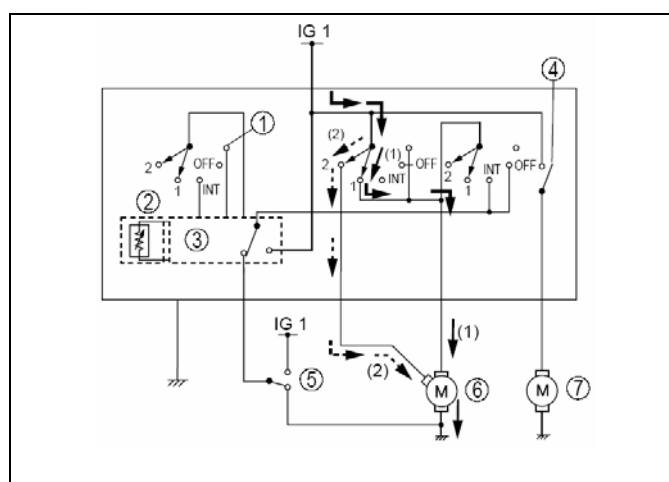 IG 1
④
①
(2)
(1)
2
OFF
1
INT
2
OFF
1
INT
2
OFF
1
INT
②
③
IG 1
⑤
(2)
(1)
M
⑥
M
⑦